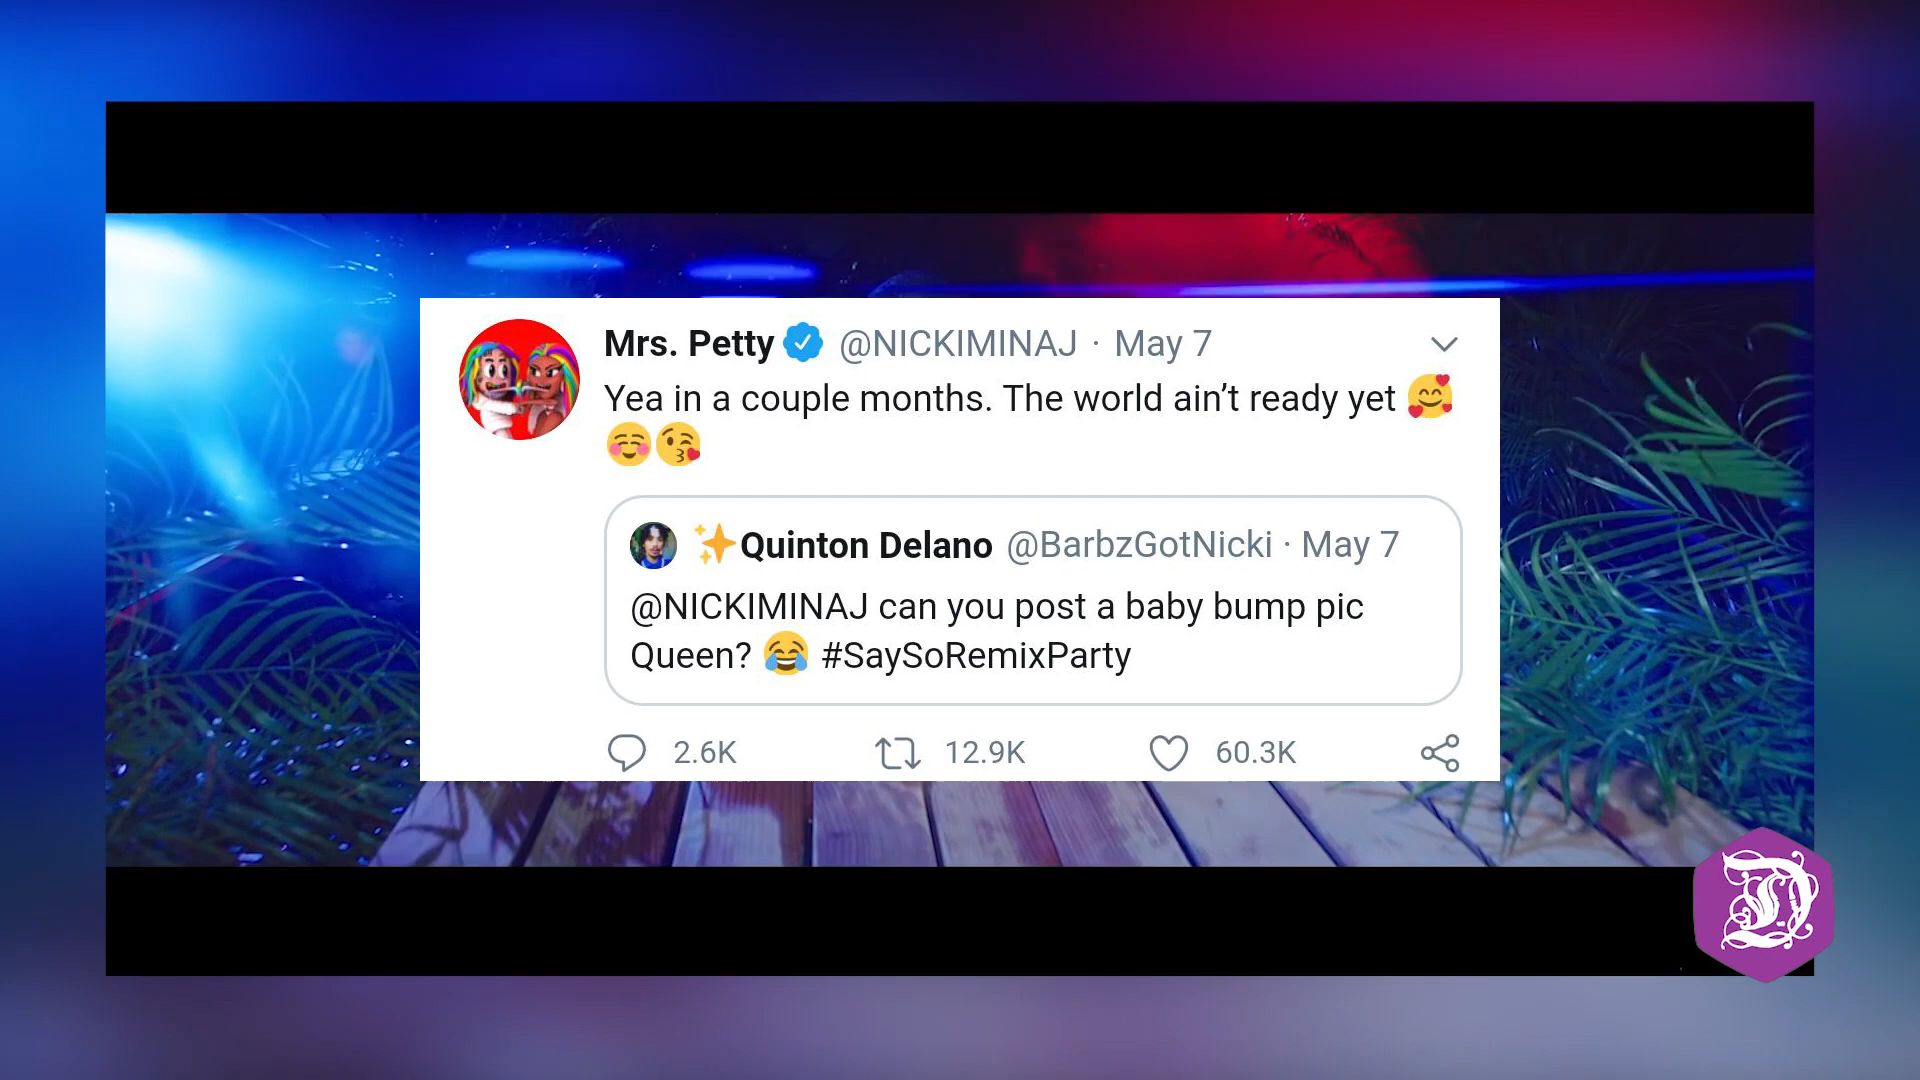 Mrs. Petty @NICKIMINAJ · May 7
Yea in a couple months. The world ain’t ready yet 🥰
☺️😘
✨Quinton Delano @BarbzGotNicki · May 7
@NICKIMINAJ can you post a baby bump pic
Queen? 😂 #SaySoRemixParty
2.6K 12.9K 60.3K